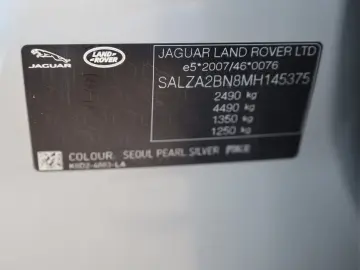 JAGUAR
LAND
ROVER
JAGUAR LAND ROVER LTD
e5*2007/46*0076
SALZA2BN8MH145375
2490 kg
4490 kg
1350 kg
1250 kg
COLOUR: SEOUL PEARL SILVER